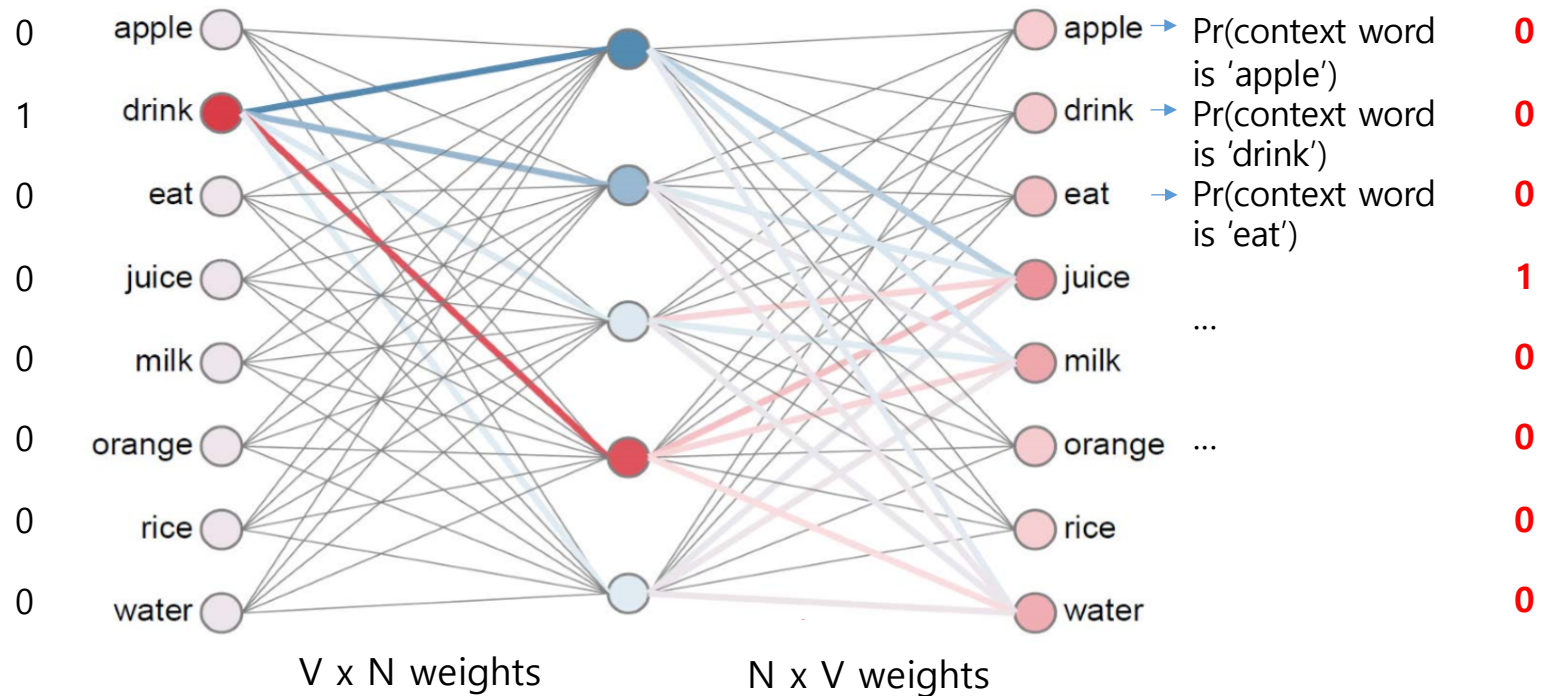 0 apple apple → Pr(context word 0
is ‘apple’)
1 drink drink → Pr(context word 0
is ‘drink’)
0 eat eat → Pr(context word 0
is ‘eat’)
0 juice juice 1
...
0 milk milk 0
0 orange orange ... 0
0 rice rice 0
0 water water 0
V x N weights N x V weights